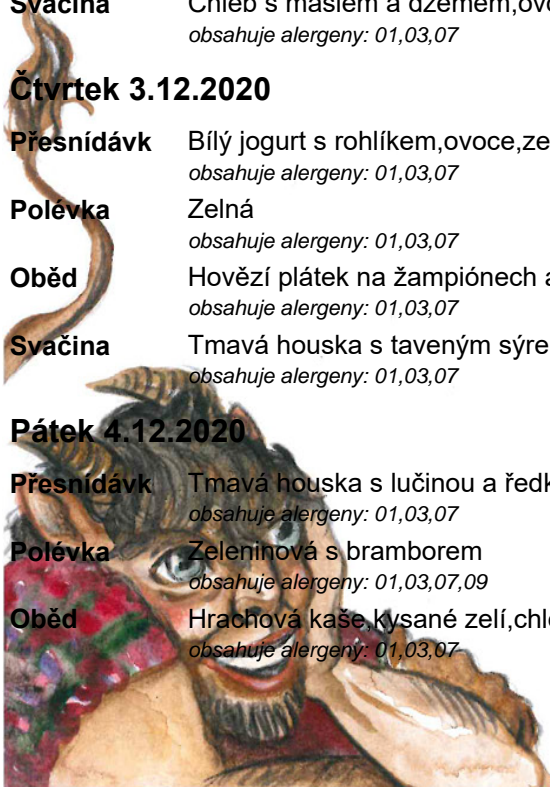 Svačina Chléb s máslem a džemem,ovo
obsahuje alergeny: 01,03,07
Čtvrtek 3.12.2020
Přesnídávk Bílý jogurt s rohlíkem,ovoce,ze
obsahuje alergeny: 01,03,07
Polévka Zelná
obsahuje alergeny: 01,03,07
Oběd Hovězí plátek na žampiónech a
obsahuje alergeny: 01,03,07
Svačina Tmavá houska s taveným sýre
obsahuje alergeny: 01,03,07
Pátek 4.12.2020
Přesnídávk Tmavá houska s lučinou a ředk
obsahuje alergeny: 01,03,07
Polévka Zeleninová s bramborem
obsahuje alergeny: 01,03,07,09
Oběd Hrachová kaše,kysané zelí,chle
obsahuje alergeny: 01,03,07